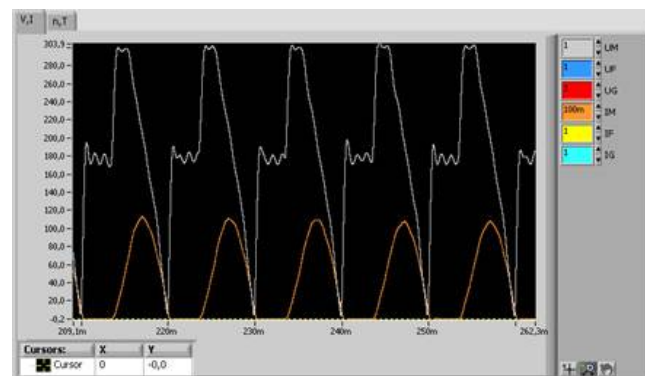 V,I n,T
303,9
280,0
260,0
240,0
220,0
200,0
180,0
160,0
140,0
120,0
100,0
80,0
60,0
40,0
20,0
-0,2
209,1m 220m 230m 240m 250m 262,3m
1 UM
1 UF
UG
100m IM
1 IF
1 IG
Cursors: X Y
Cursor 0 -0,0